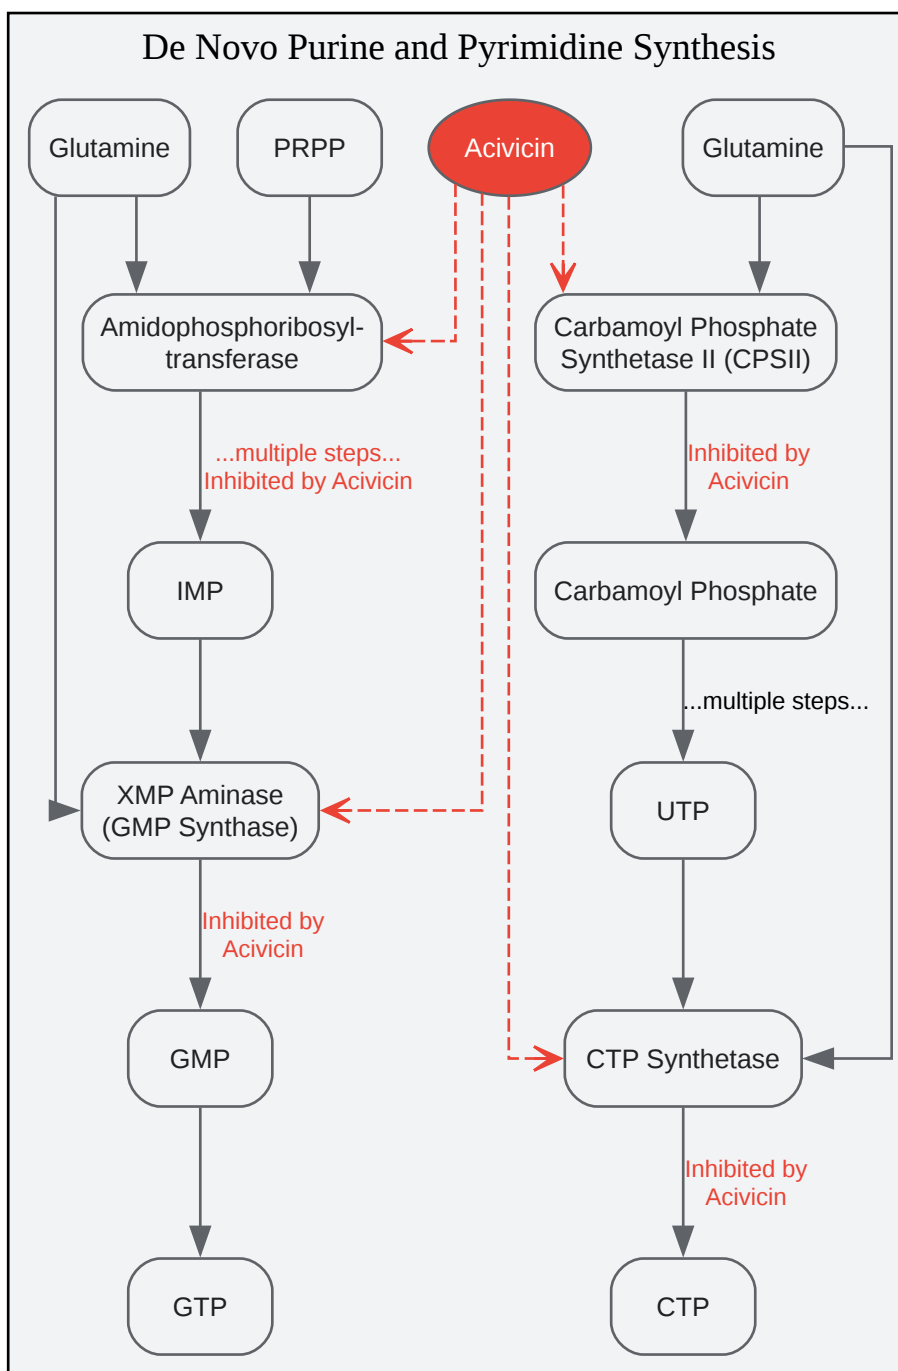 De Novo Purine and Pyrimidine Synthesis
Glutamine
PRPP
Acivicin
Glutamine
Amidophosphoribosyl-
transferase
Carbamoyl Phosphate
Synthetase II (CPSII)
...multiple steps...
Inhibited by Acivicin
Inhibited by
Acivicin
IMP
Carbamoyl Phosphate
...multiple steps...
XMP Aminase
(GMP Synthase)
UTP
Inhibited by
Acivicin
GMP
CTP Synthetase
Inhibited by
Acivicin
GTP
CTP